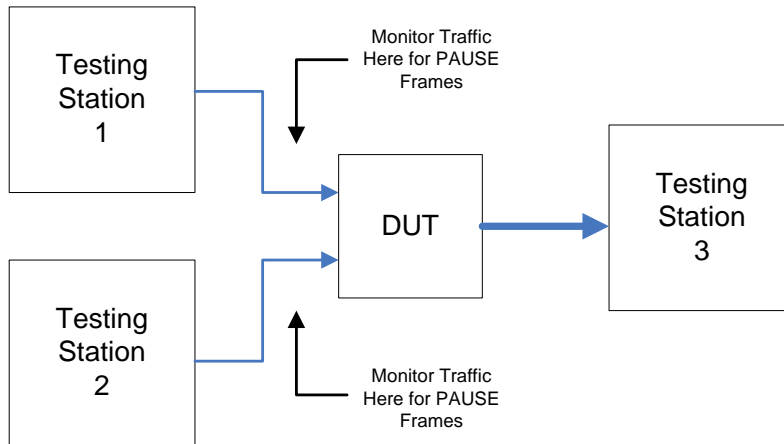 Testing
Station
1
Monitor Traffic
Here for PAUSE
Frames
DUT
Testing
Station
3
Testing
Station
2
Monitor Traffic
Here for PAUSE
Frames